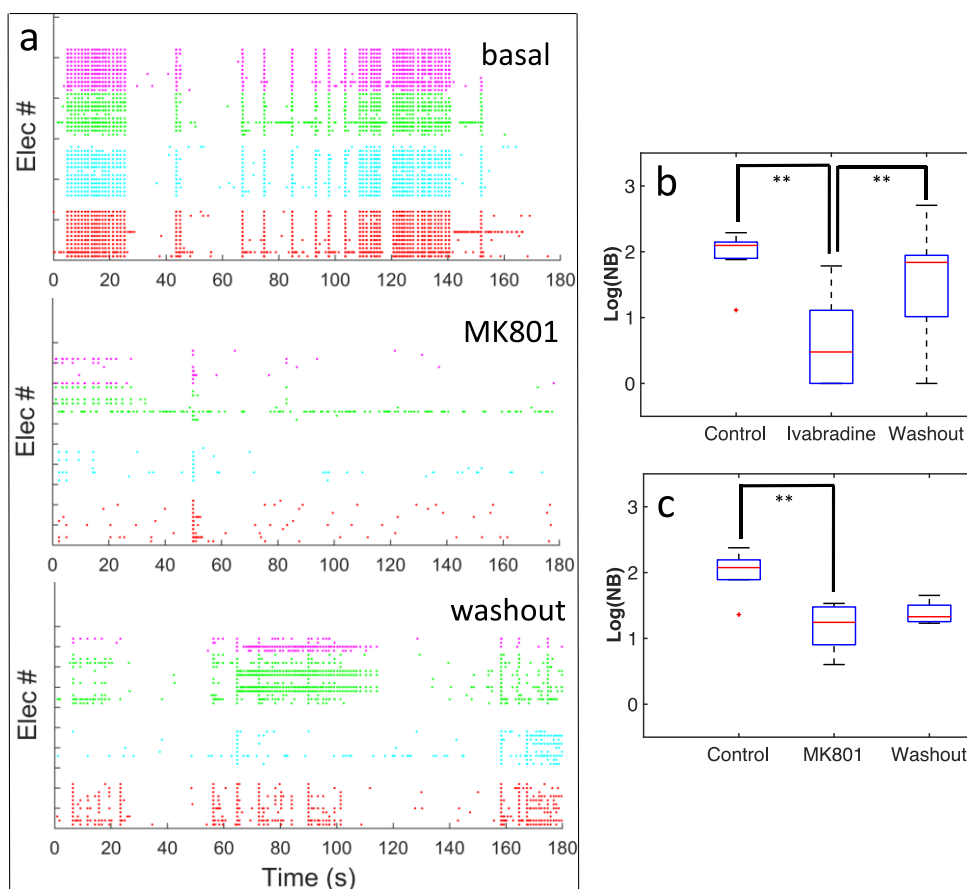 a
basal
Elec #
0 20 40 60 80 100 120 140 160 180
MK801
Elec #
0 20 40 60 80 100 120 140 160 180
washout
Elec #
0 20 40 60 80 100 120 140 160 180
Time (s)
b
** **
Log(NB)
3
2
1
0
Control Ivabradine Washout
c
**
Log(NB)
3
2
1
0
Control MK801 Washout